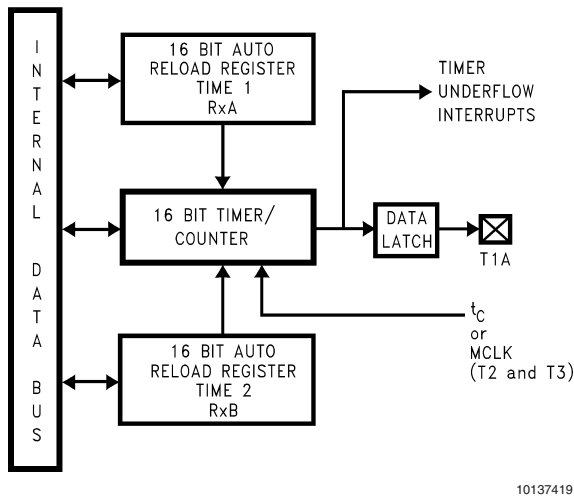 INTERNAL DATA BUS
16 BIT AUTO
RELOAD REGISTER
TIME 1
RxA
TIMER
UNDERFLOW
INTERRUPTS
16 BIT TIMER/
COUNTER
DATA
LATCH
T1A
16 BIT AUTO
RELOAD REGISTER
TIME 2
RxB
tC
or
MCLK
(T2 and T3)
10137419